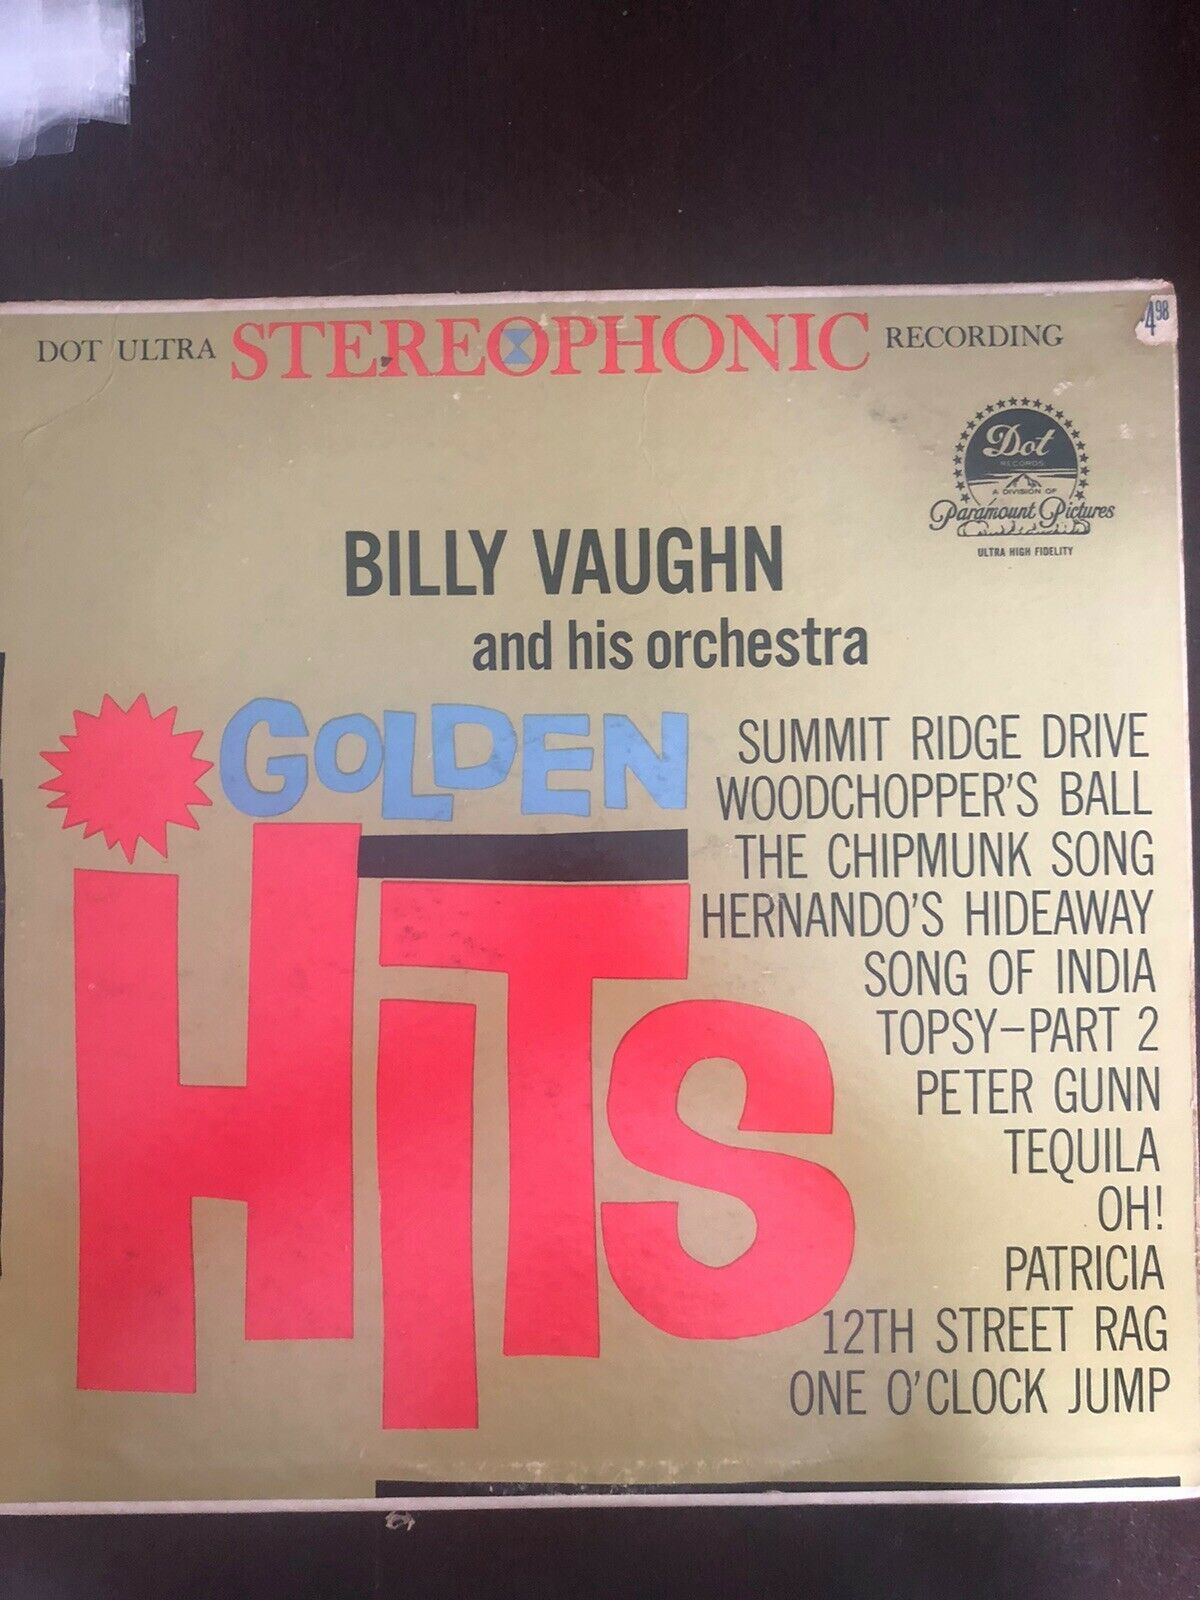 DOT ULTRA STEREOPHONIC RECORDING
4.98
Dot
RECORDS
A DIVISION OF
Paramount Pictures
ULTRA HIGH FIDELITY
BILLY VAUGHN
and his orchestra
GOLDEN
HiTS
SUMMIT RIDGE DRIVE
WOODCHOPPER'S BALL
THE CHIPMUNK SONG
HERNANDO'S HIDEAWAY
SONG OF INDIA
TOPSY–PART 2
PETER GUNN
TEQUILA
OH!
PATRICIA
12TH STREET RAG
ONE O'CLOCK JUMP